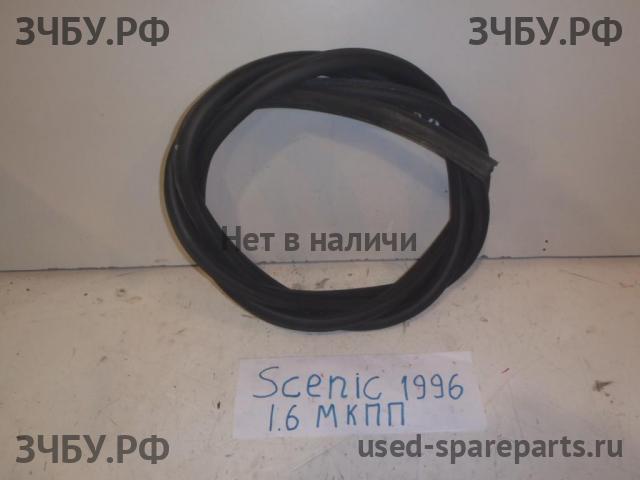 ЗЧБУ.РФ ЗЧБУ.РФ
Нет в наличи
Scenic 1996
1.6 МКПП
ЗЧБУ.РФ used-spareparts.ru